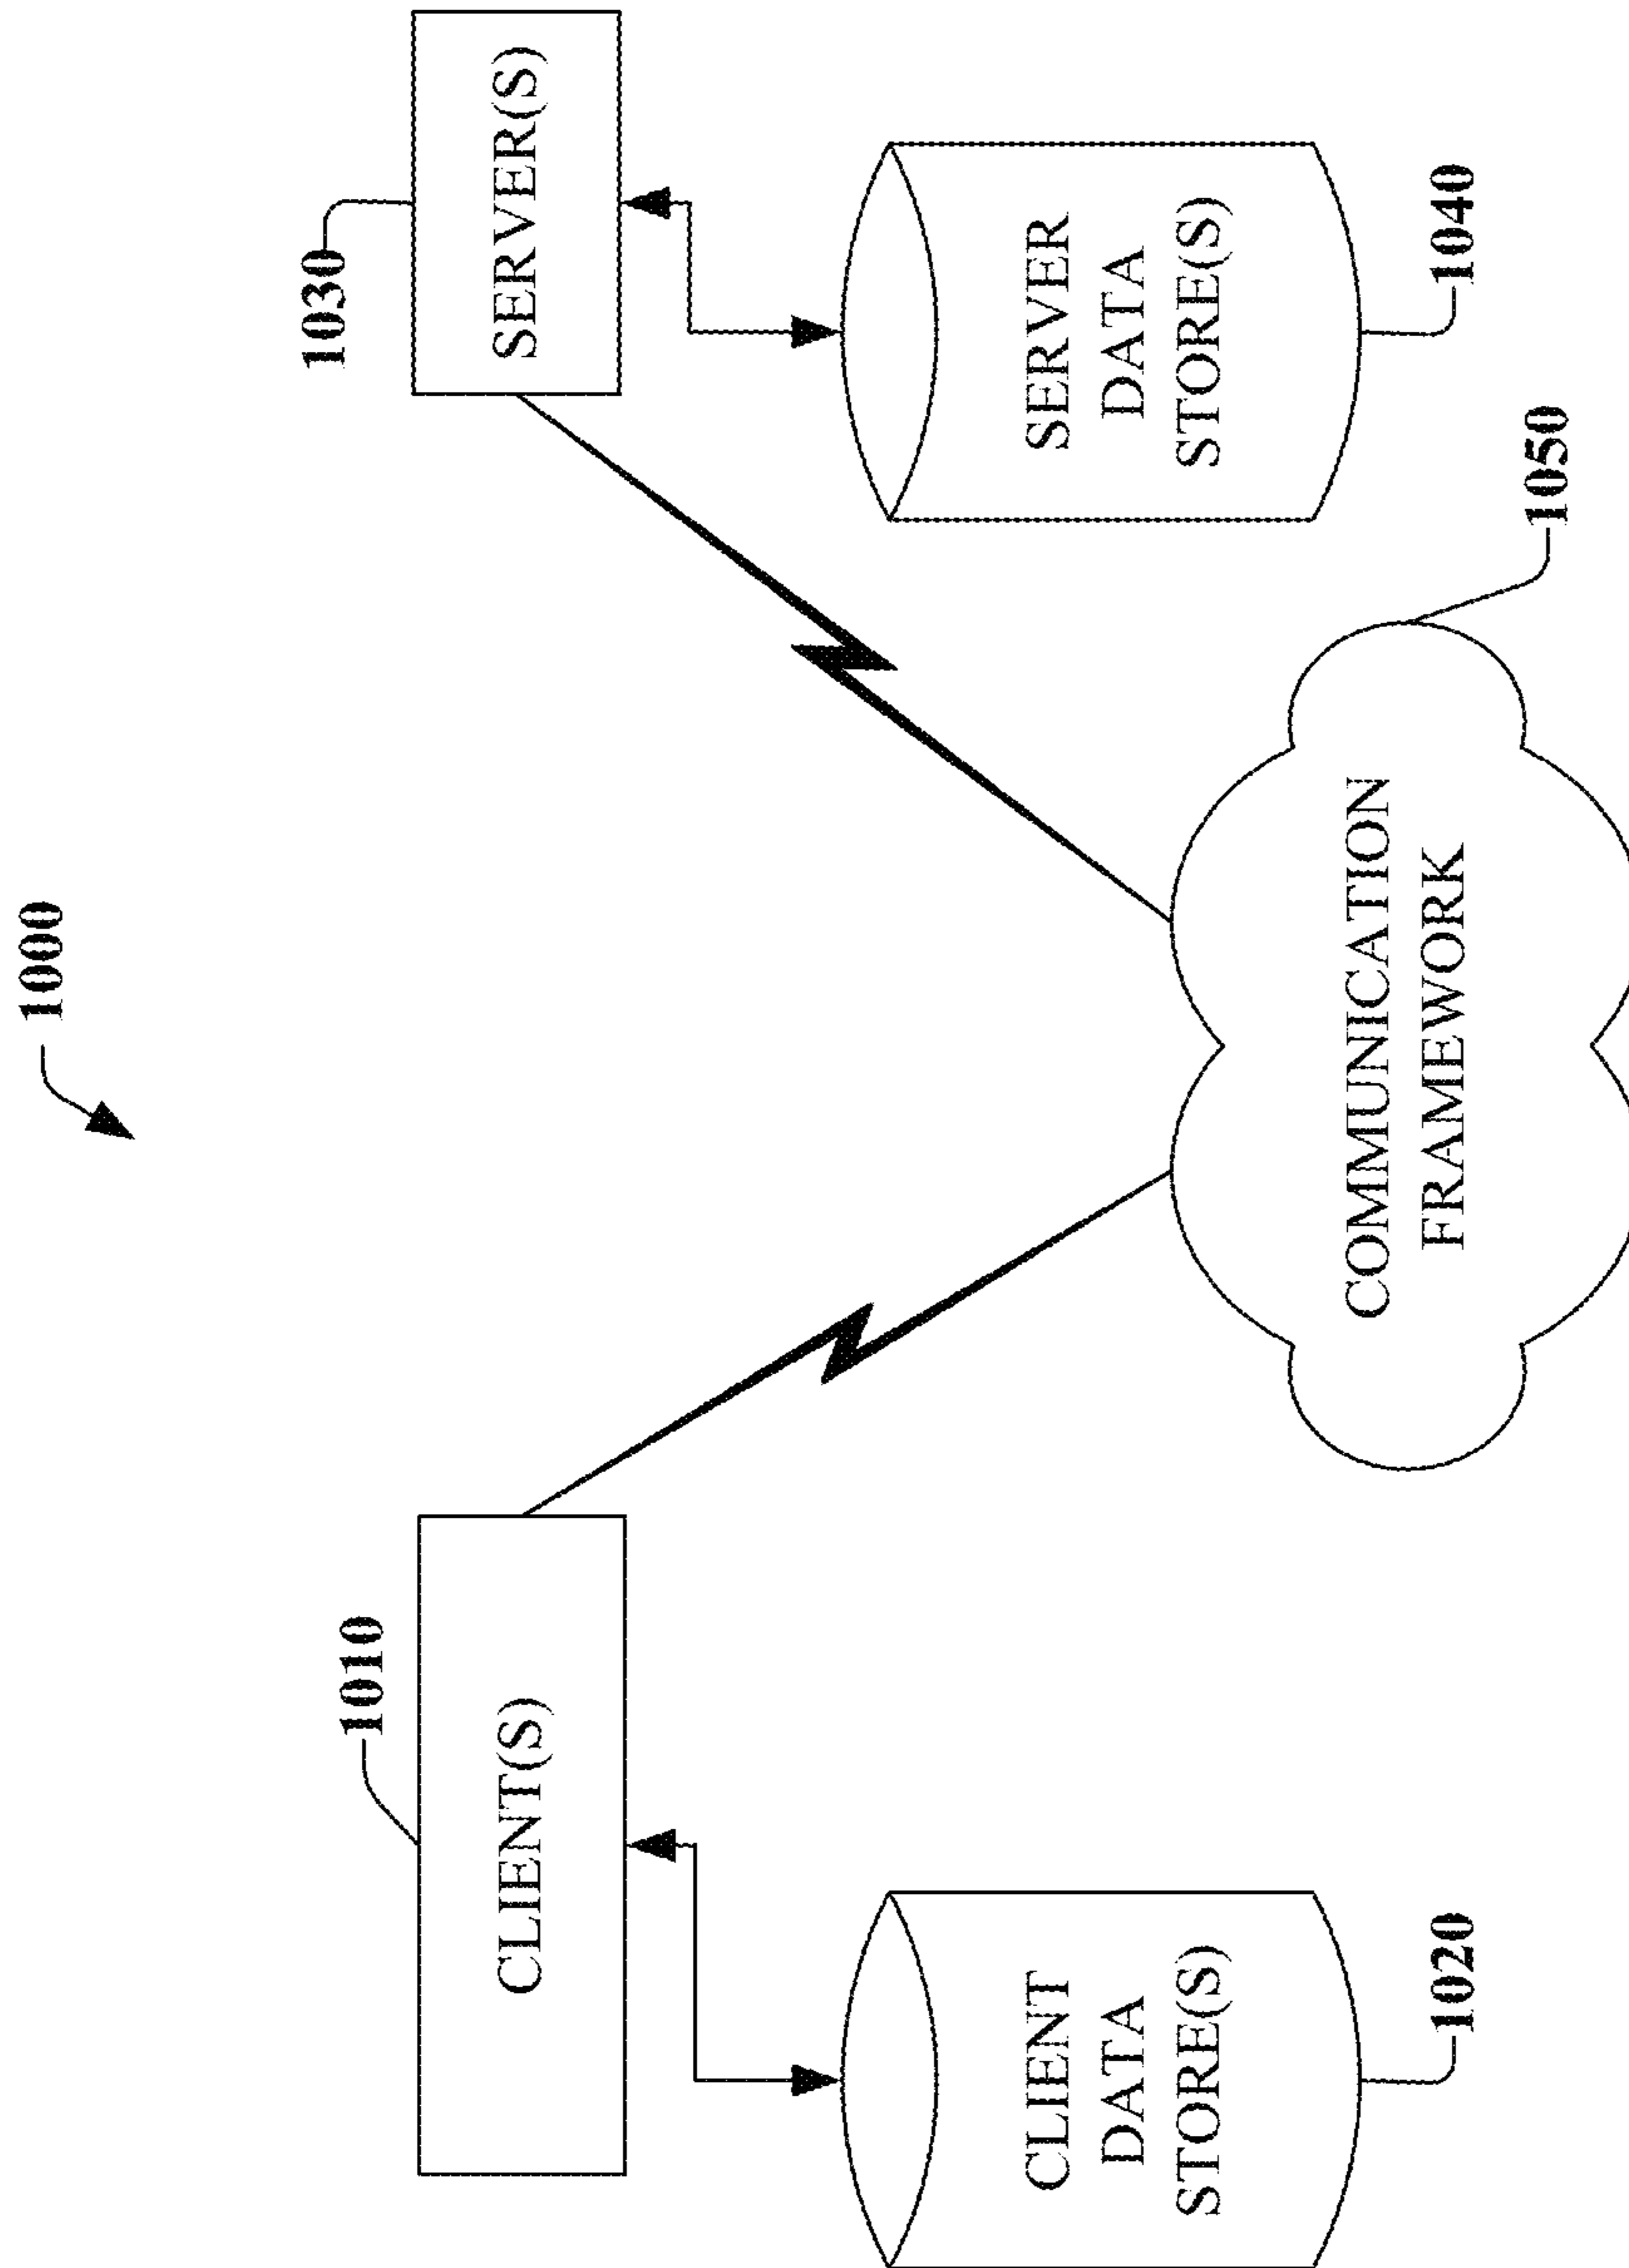 1000
1010
1030
CLIENT(S)
SERVER(S)
CLIENT
DATA
STORE(S)
SERVER
DATA
STORE(S)
COMMUNICATION
FRAMEWORK
1020
1040
1050